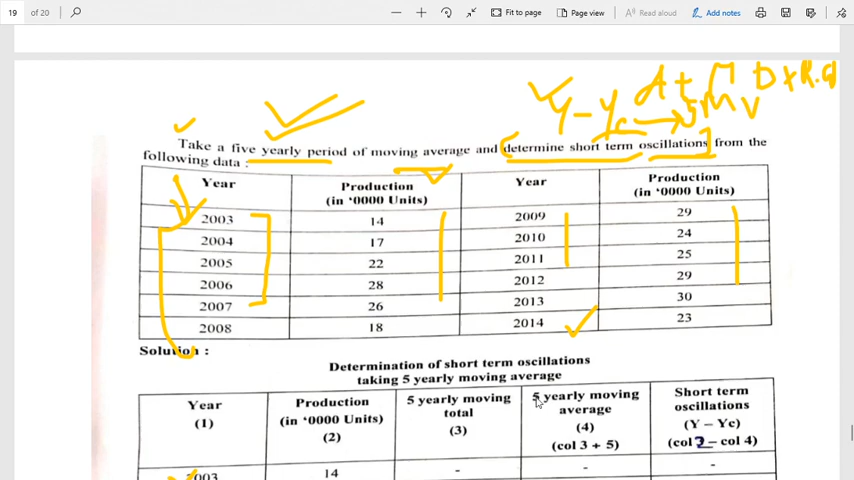 19 of 20 Fit to page Page view Read aloud Add notes
A + M
Y - Yc → 5 M V
Take a five yearly period of moving average and determine short term oscillations from the
following data :
Year Production (in '0000 Units) Year Production (in '0000 Units)
2003 14 2009 29
2004 17 2010 24
2005 22 2011 25
2006 28 2012 29
2007 26 2013 30
2008 18 2014 23
Solution :
Determination of short term oscillations
taking 5 yearly moving average
Year (1) Production (in '0000 Units) (2) 5 yearly moving total (3) 5 yearly moving average (4) (col 3 ÷ 5) Short term oscillations (Y – Yc) (col 2 – col 4)
2003 14 - - -